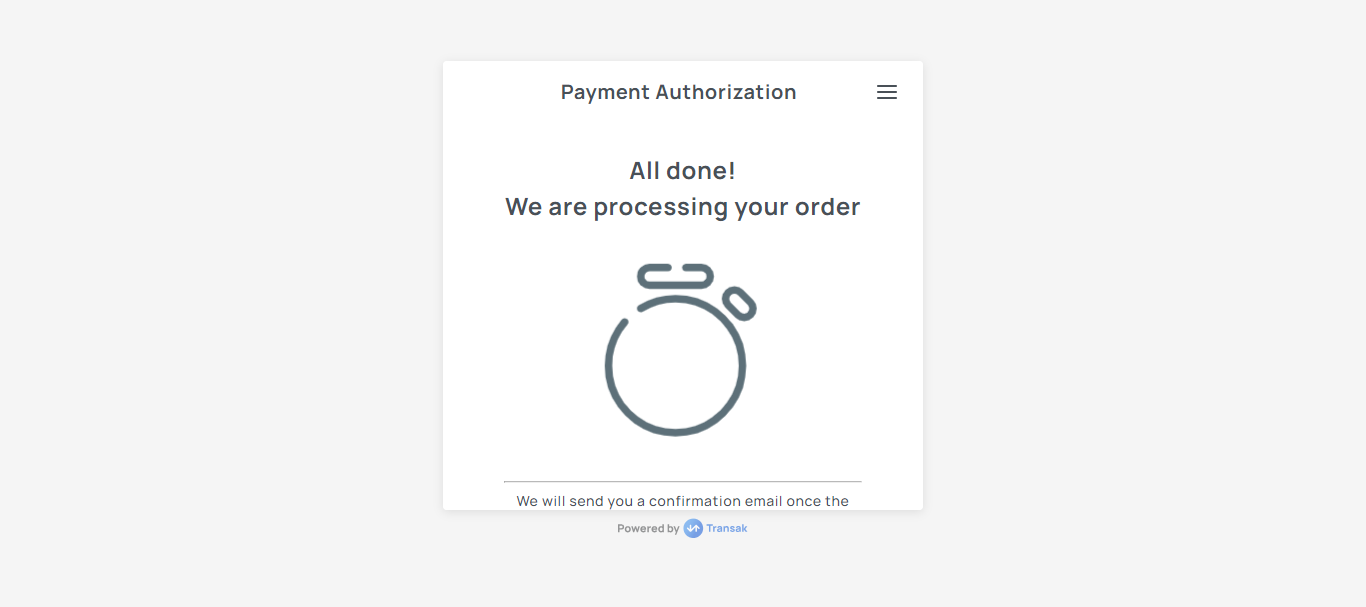 Payment Authorization
All done!
We are processing your order
We will send you a confirmation email once the
Powered by Transak